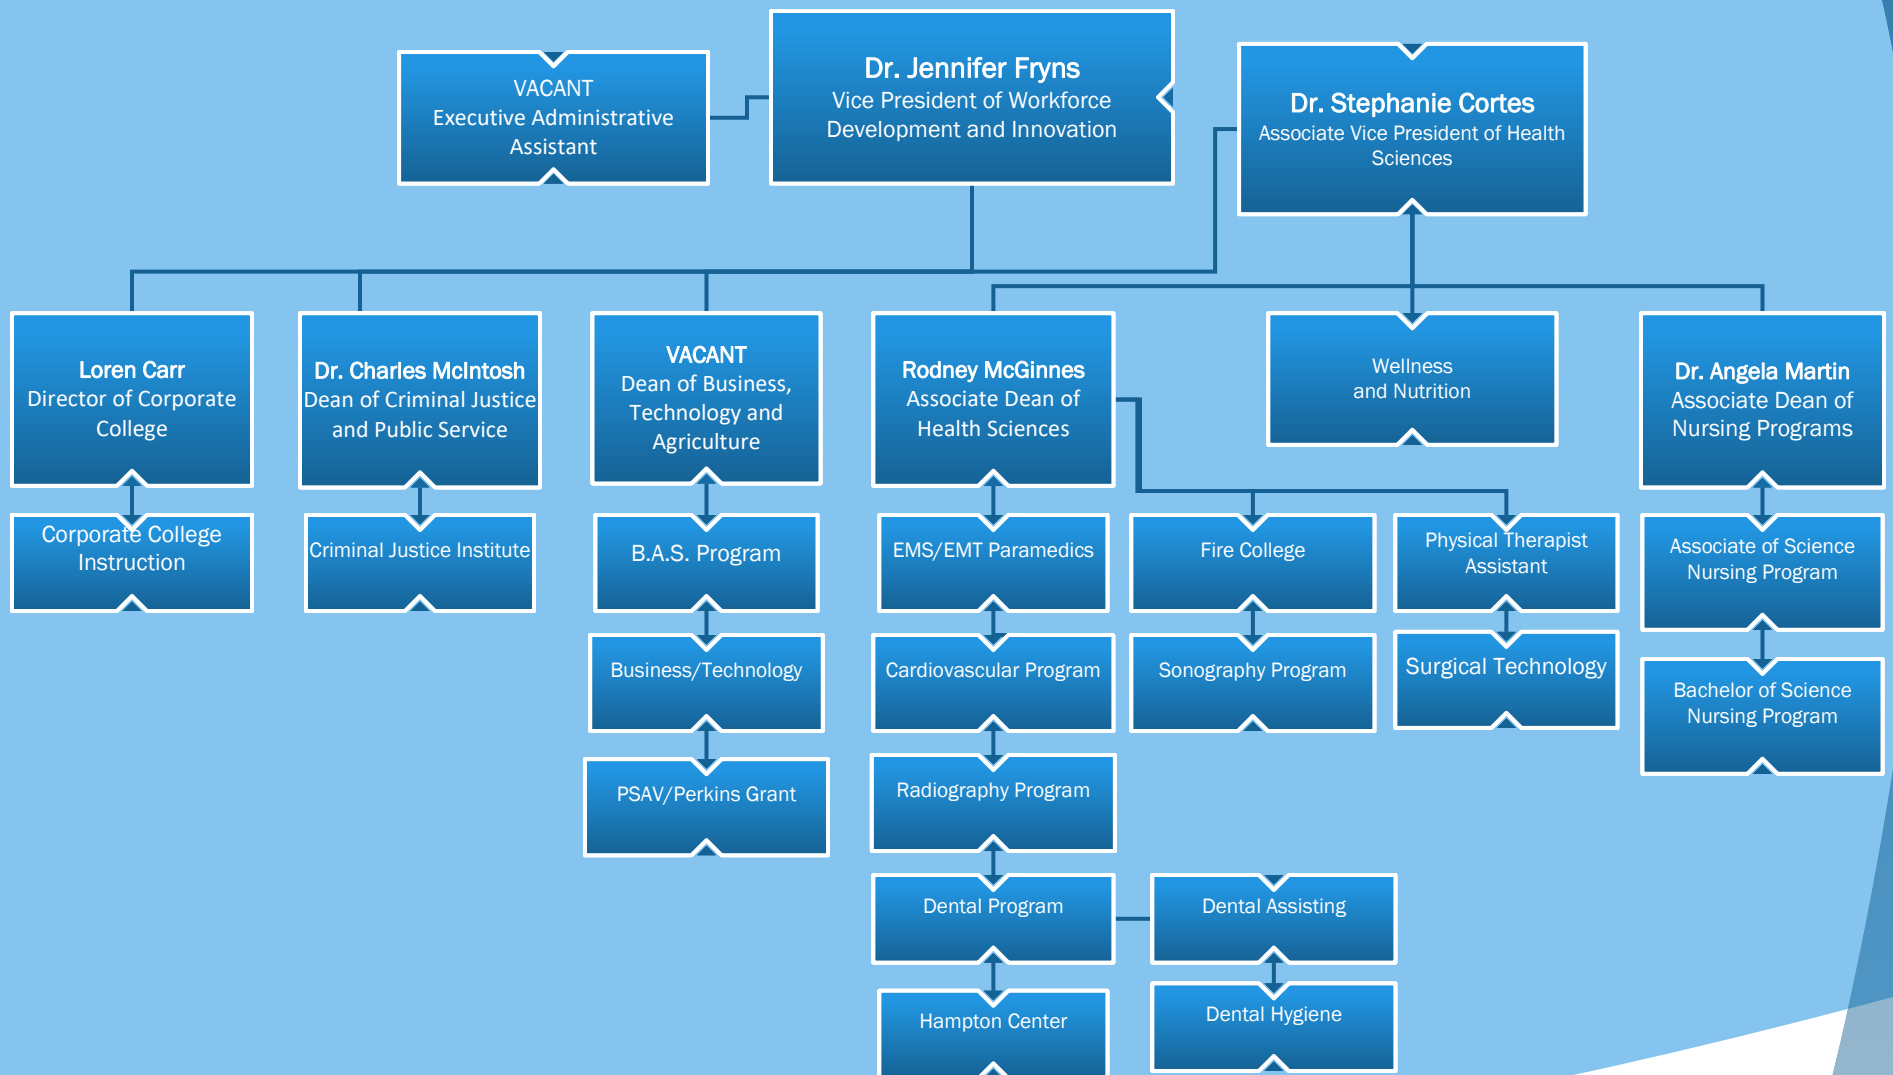 VACANT
Executive Administrative
Assistant
Dr. Jennifer Fryns
Vice President of Workforce
Development and Innovation
Dr. Stephanie Cortes
Associate Vice President of Health
Sciences
Loren Carr
Director of Corporate
College
Dr. Charles McIntosh
Dean of Criminal Justice
and Public Service
VACANT
Dean of Business,
Technology and
Agriculture
Rodney McGinnes
Associate Dean of
Health Sciences
Wellness
and Nutrition
Dr. Angela Martin
Associate Dean of
Nursing Programs
Corporate College
Instruction
Criminal Justice Institute
B.A.S. Program
EMS/EMT Paramedics
Fire College
Physical Therapist
Assistant
Associate of Science
Nursing Program
Business/Technology
Cardiovascular Program
Sonography Program
Surgical Technology
Bachelor of Science
Nursing Program
PSAV/Perkins Grant
Radiography Program
Dental Program
Dental Assisting
Hampton Center
Dental Hygiene